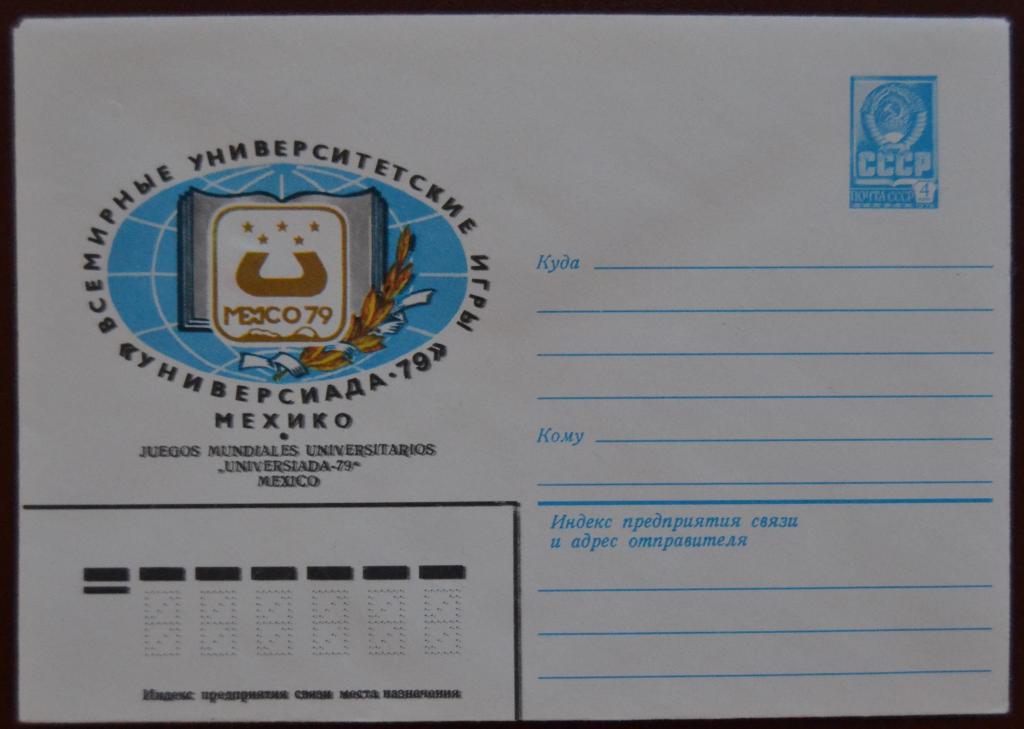 ВСЕМИРНЫЕ УНИВЕРСИТЕТСКИЕ ИГРЫ
MEXICO 79
«УНИВЕРСИАДА·79»
МЕХИКО
JUEGOS MUNDIALES UNIVERSITARIOS
„UNIVERSIADA-79“
MEXICO
СССР
ПОЧТА СССР
4
Куда
Кому
Индекс предприятия связи
и адрес отправителя
Индекс предприятия связи места назначения